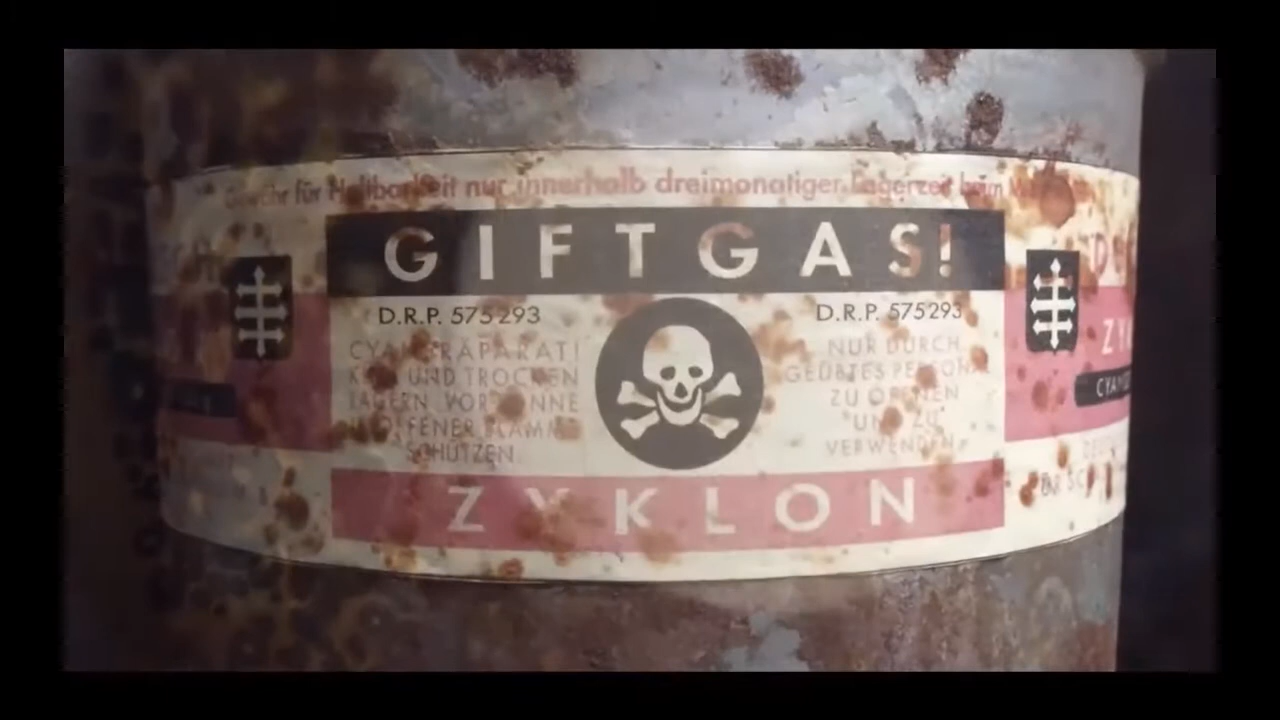 für Haltbarkeit nur innerhalb dreimonatiger Lagerzeit beim
GIFTGAS!
D.R.P. 575293
CYANPRÄPARAT!
KÜHL UND TROCKEN
LAGERN VOR SONNE
UND OFFENER FLAMME
SCHÜTZEN
D.R.P. 575293
NUR DURCH
GEÜBTES PERSONAL
ZU ÖFFNEN
UND ZU
VERWENDEN
ZYKLON